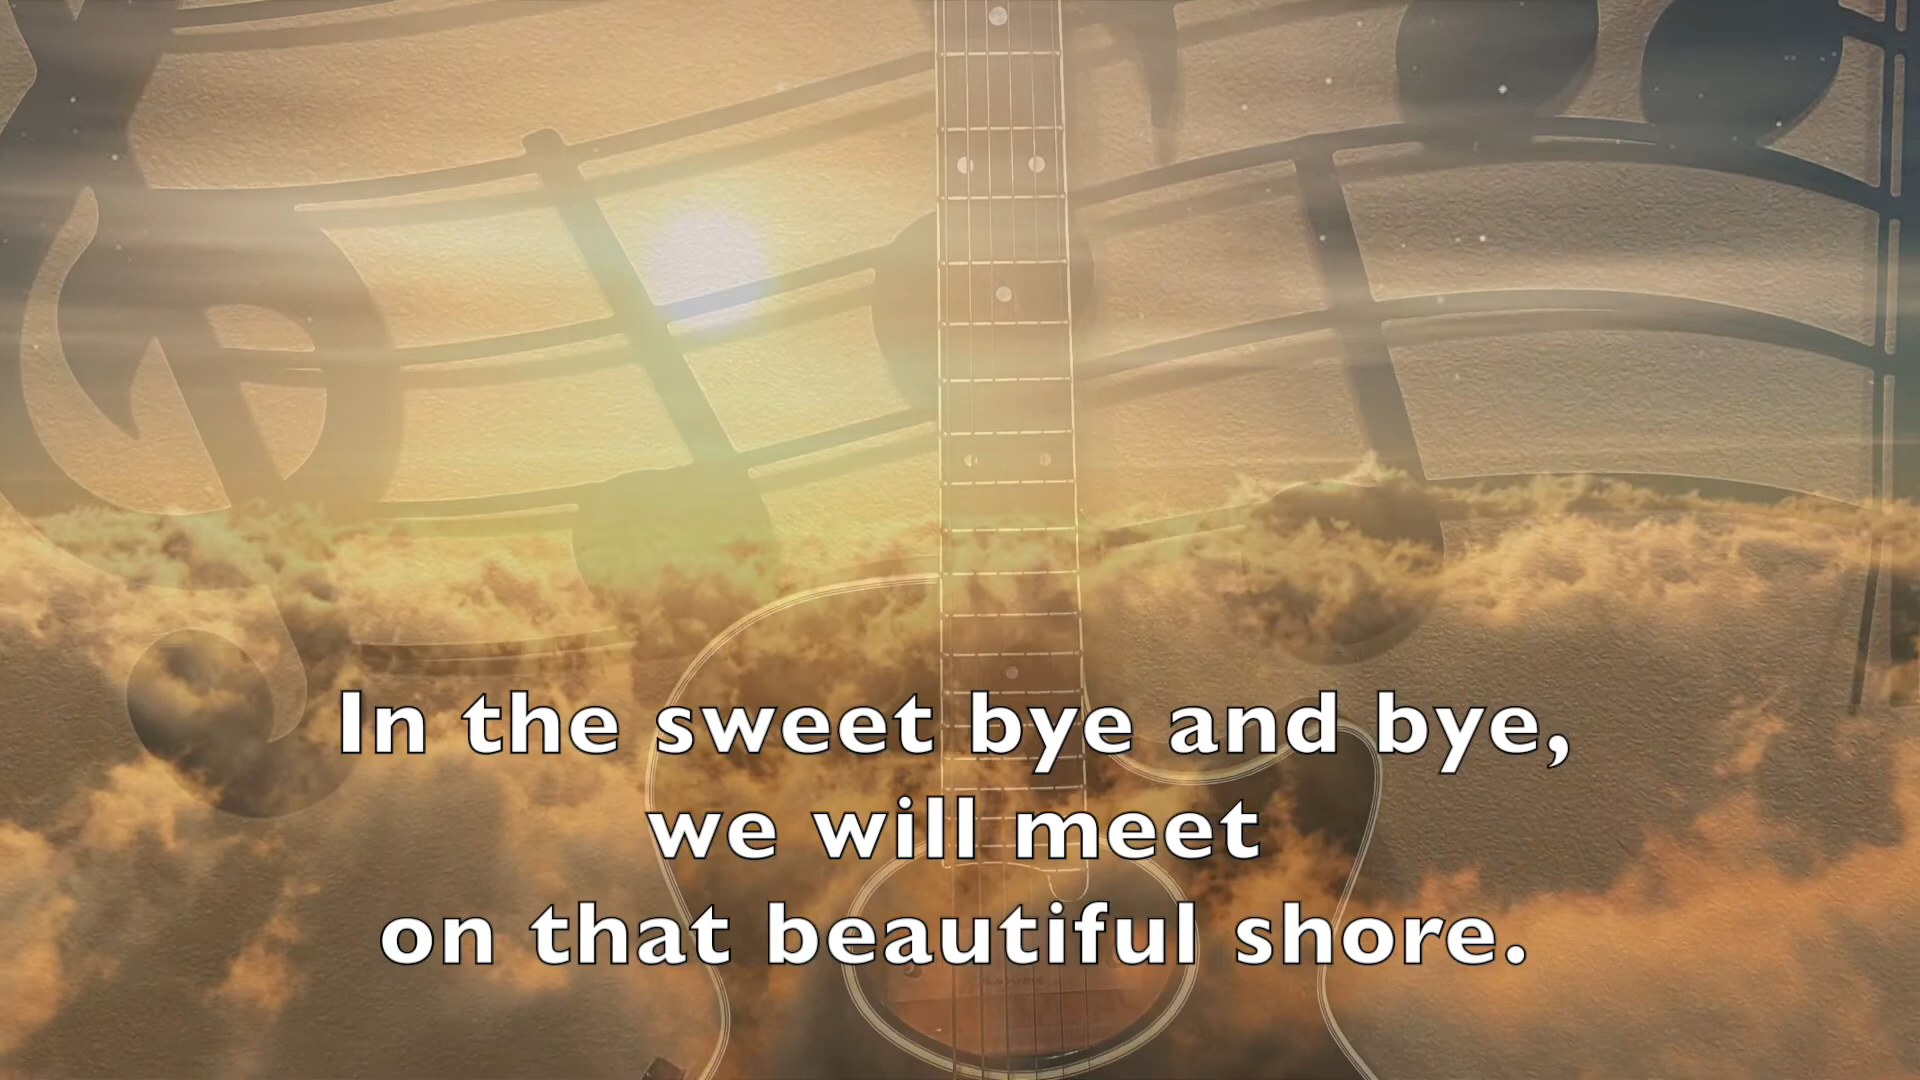 In the sweet bye and bye,
we will meet
on that beautiful shore.